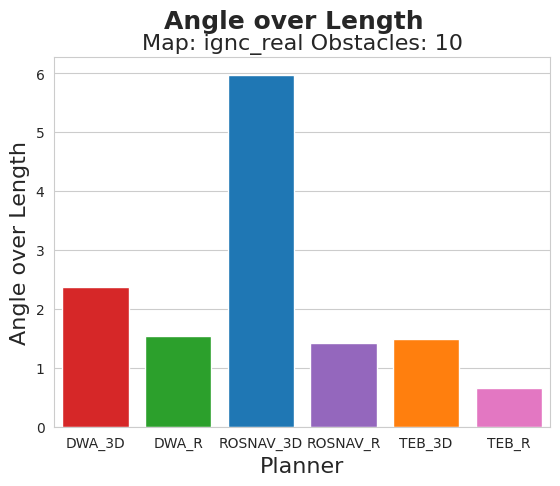 Angle over Length
Map: ignc_real Obstacles: 10
Angle over Length
6
5
4
3
2
1
0
DWA_3D DWA_R ROSNAV_3D ROSNAV_R TEB_3D TEB_R
Planner